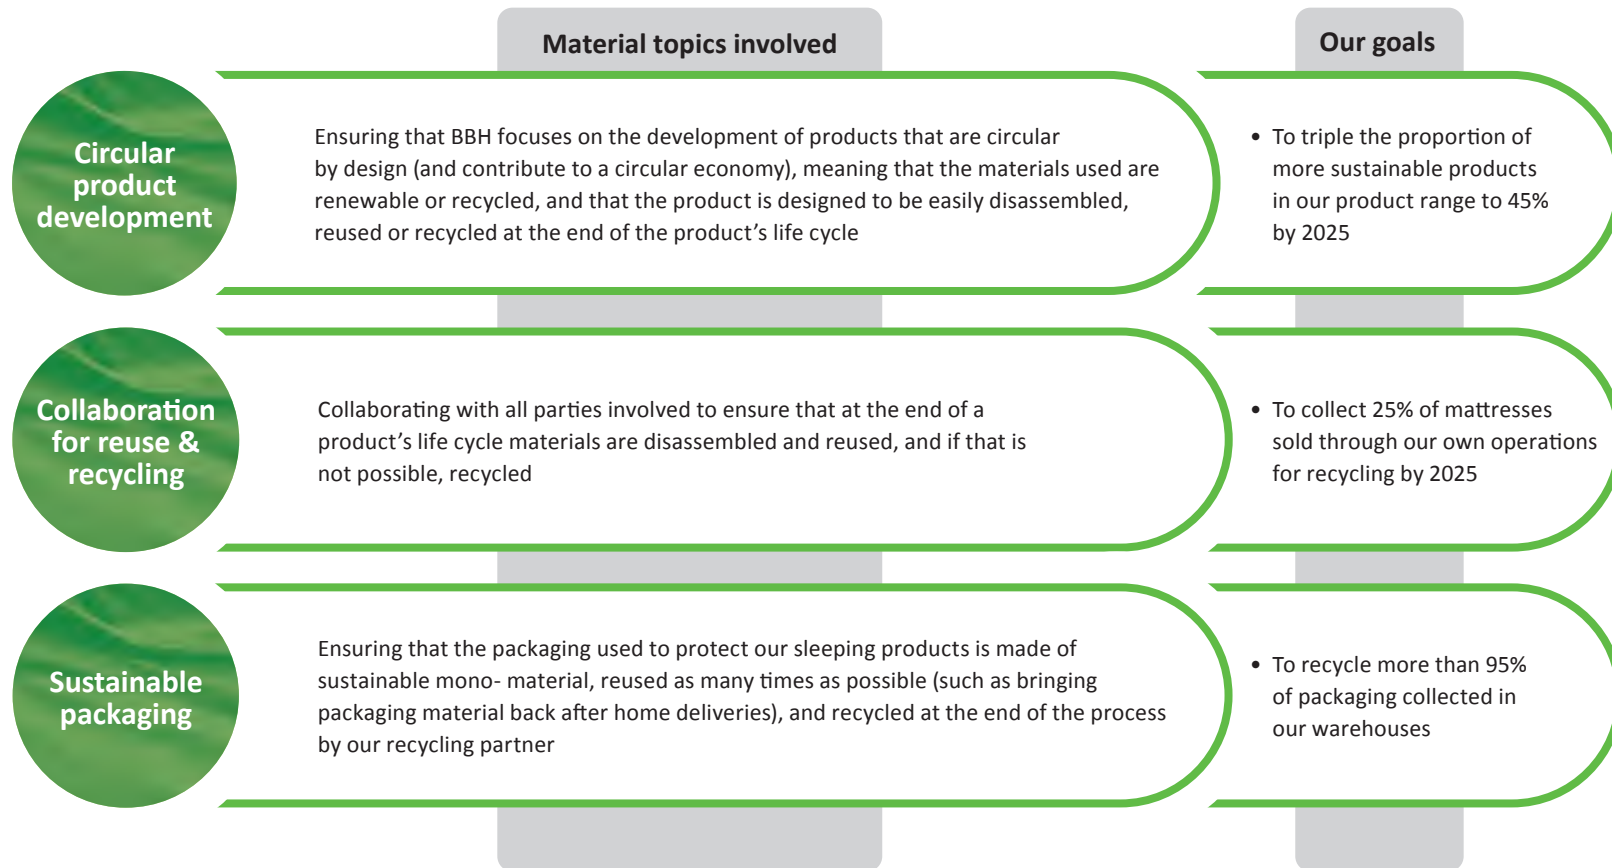 Material topics involved
Our goals
Circular
product
development
Ensuring that BBH focuses on the development of products that are circular
by design (and contribute to a circular economy), meaning that the materials used are
renewable or recycled, and that the product is designed to be easily disassembled,
reused or recycled at the end of the product's life cycle
• To triple the proportion of
more sustainable products
in our product range to 45%
by 2025
Collaboration
for reuse &
recycling
Collaborating with all parties involved to ensure that at the end of a
product's life cycle materials are disassembled and reused, and if that is
not possible, recycled
• To collect 25% of mattresses
sold through our own operations
for recycling by 2025
Sustainable
packaging
Ensuring that the packaging used to protect our sleeping products is made of
sustainable mono- material, reused as many times as possible (such as bringing
packaging material back after home deliveries), and recycled at the end of the process
by our recycling partner
• To recycle more than 95%
of packaging collected in
our warehouses